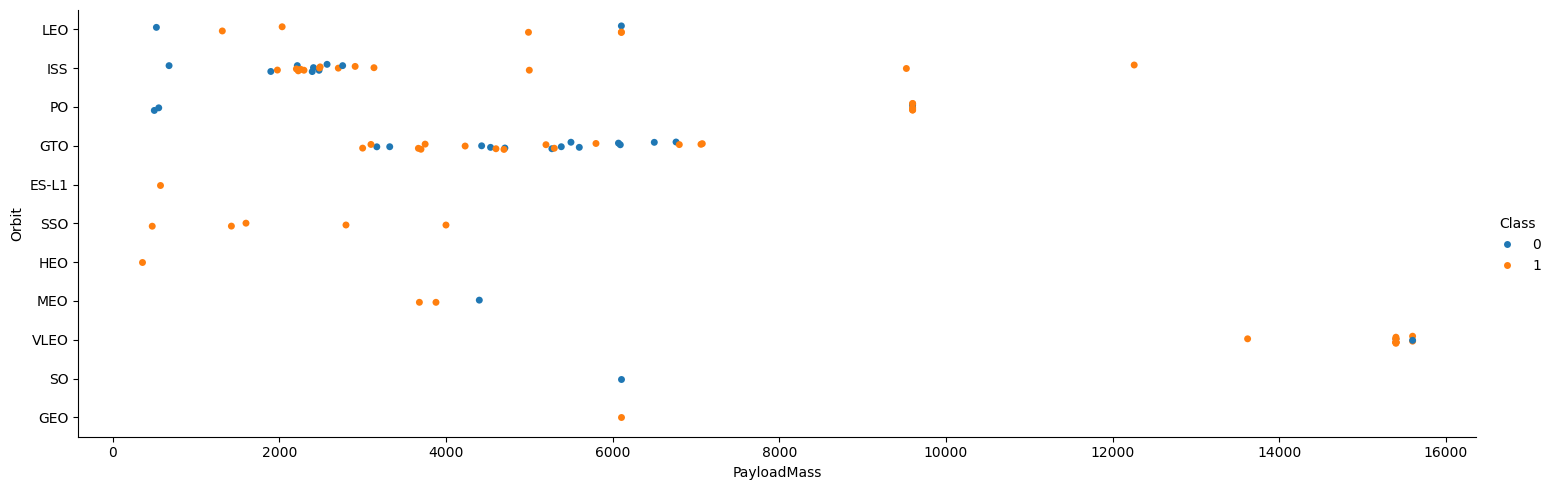 Orbit
LEO
ISS
PO
GTO
ES-L1
SSO
HEO
MEO
VLEO
SO
GEO
0
2000
4000
6000
8000
10000
12000
14000
16000
PayloadMass
Class
0
1